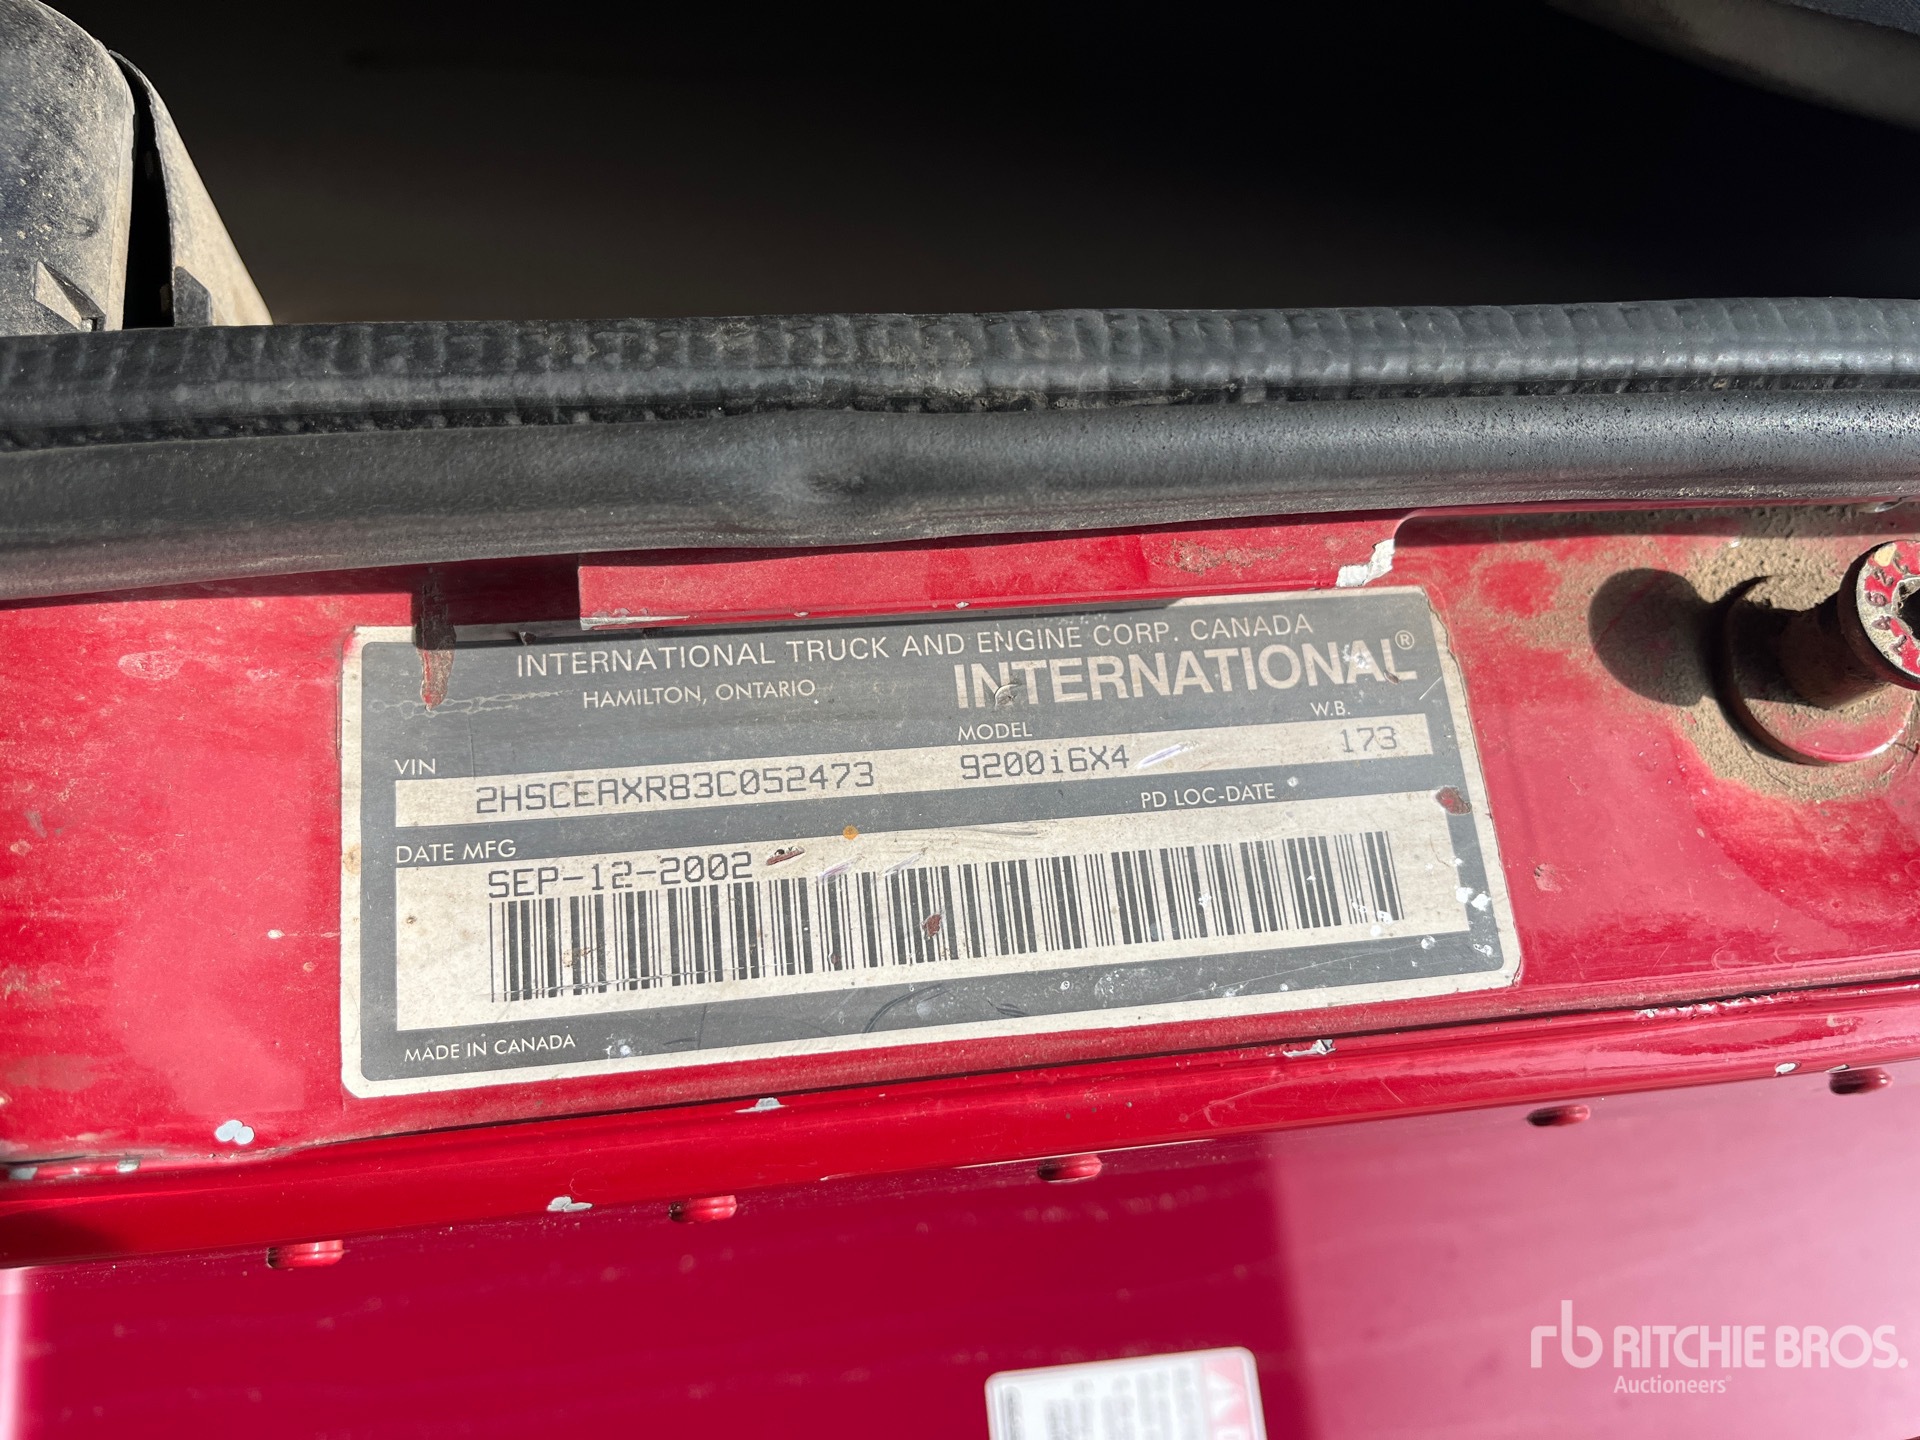 INTERNATIONAL TRUCK AND ENGINE CORP. CANADA
HAMILTON, ONTARIO
INTERNATIONAL®
VIN
MODEL
W.B.
2HSCEAXR83C052473
9200i6X4
173
DATE MFG
PD LOC-DATE
SEP-12-2002
MADE IN CANADA
rb RITCHIE BROS.
Auctioneers